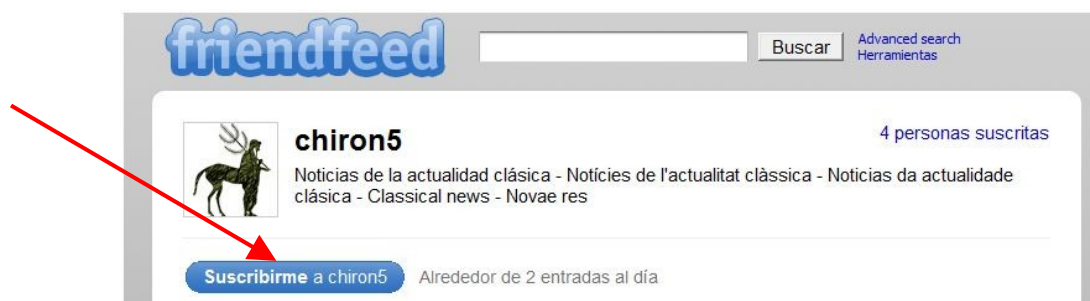 friendfeed
Buscar
Advanced search
Herramientas
chiron5
4 personas suscritas
Noticias de la actualidad clásica - Notícies de l'actualitat clàssica - Noticias da actualidade
clásica - Classical news - Novae res
Suscribirme a chiron5
Alrededor de 2 entradas al día